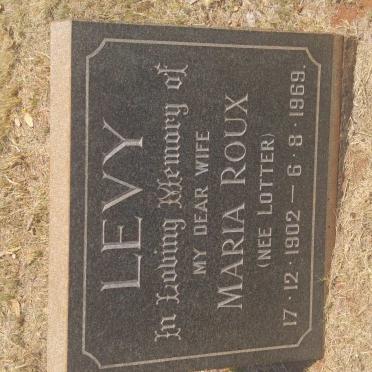 LEVY
In Loving Memory of
MY DEAR WIFE
MARIA ROUX
(NEE LOTTER)
17·12·1902 – 6·8·1969.